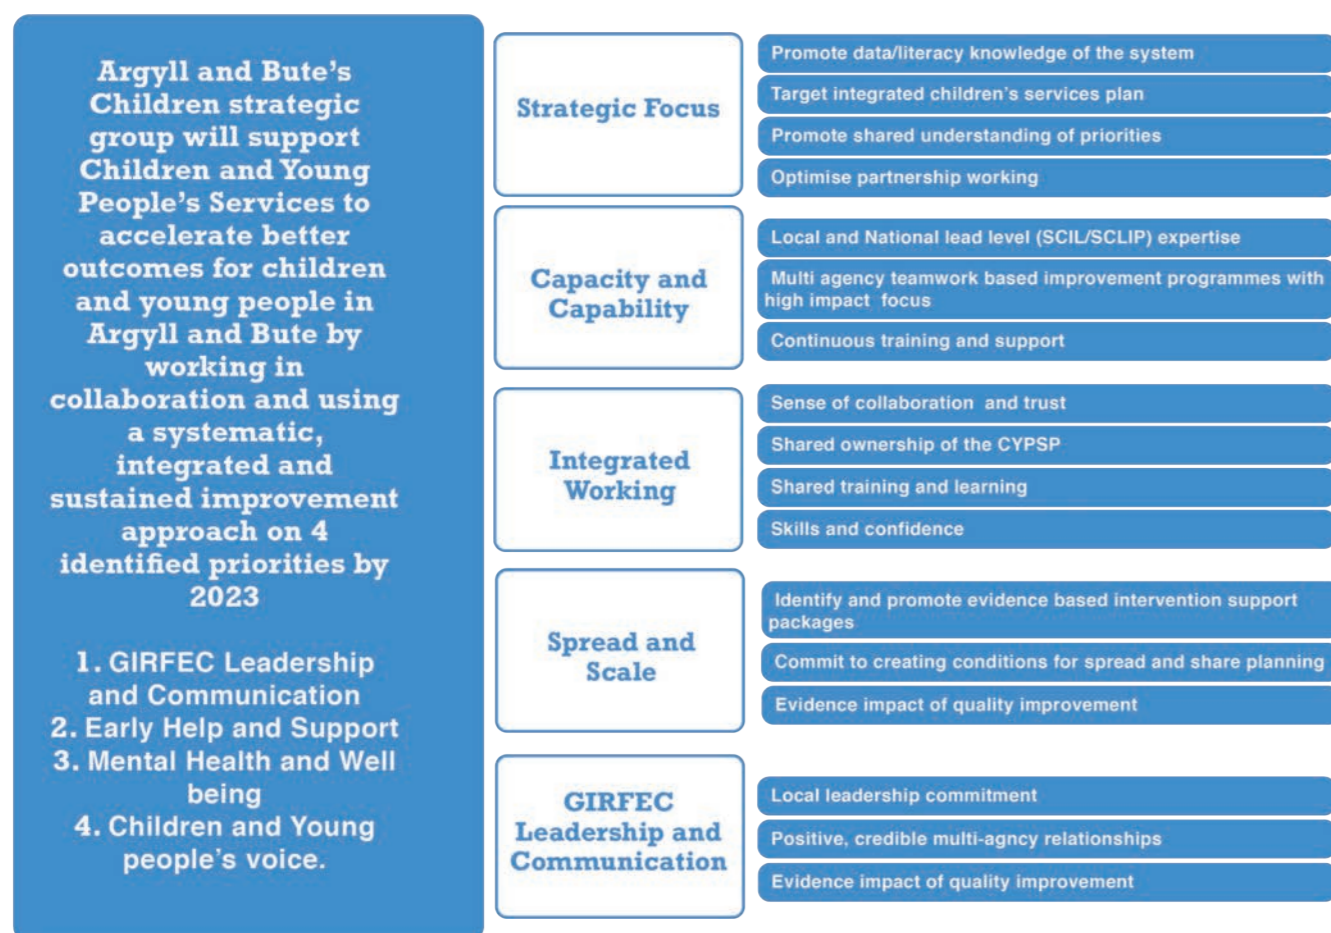 Argyll and Bute's
Children strategic
group will support
Children and Young
People's Services to
accelerate better
outcomes for children
and young people in
Argyll and Bute by
working in
collaboration and using
a systematic,
integrated and
sustained improvement
approach on 4
identified priorities by
2023
1. GIRFEC Leadership
and Communication
2. Early Help and Support
3. Mental Health and Well
being
4. Children and Young
people's voice.
Strategic Focus
Promote data/literacy knowledge of the system
Target integrated children's services plan
Promote shared understanding of priorities
Optimise partnership working
Capacity and
Capability
Local and National lead level (SCIL/SCLIP) expertise
Multi agency teamwork based improvement programmes with
high impact focus
Continuous training and support
Integrated
Working
Sense of collaboration and trust
Shared ownership of the CYPSP
Shared training and learning
Skills and confidence
Spread and
Scale
Identify and promote evidence based intervention support
packages
Commit to creating conditions for spread and share planning
Evidence impact of quality improvement
GIRFEC
Leadership and
Communication
Local leadership commitment
Positive, credible multi-agncy relationships
Evidence impact of quality improvement